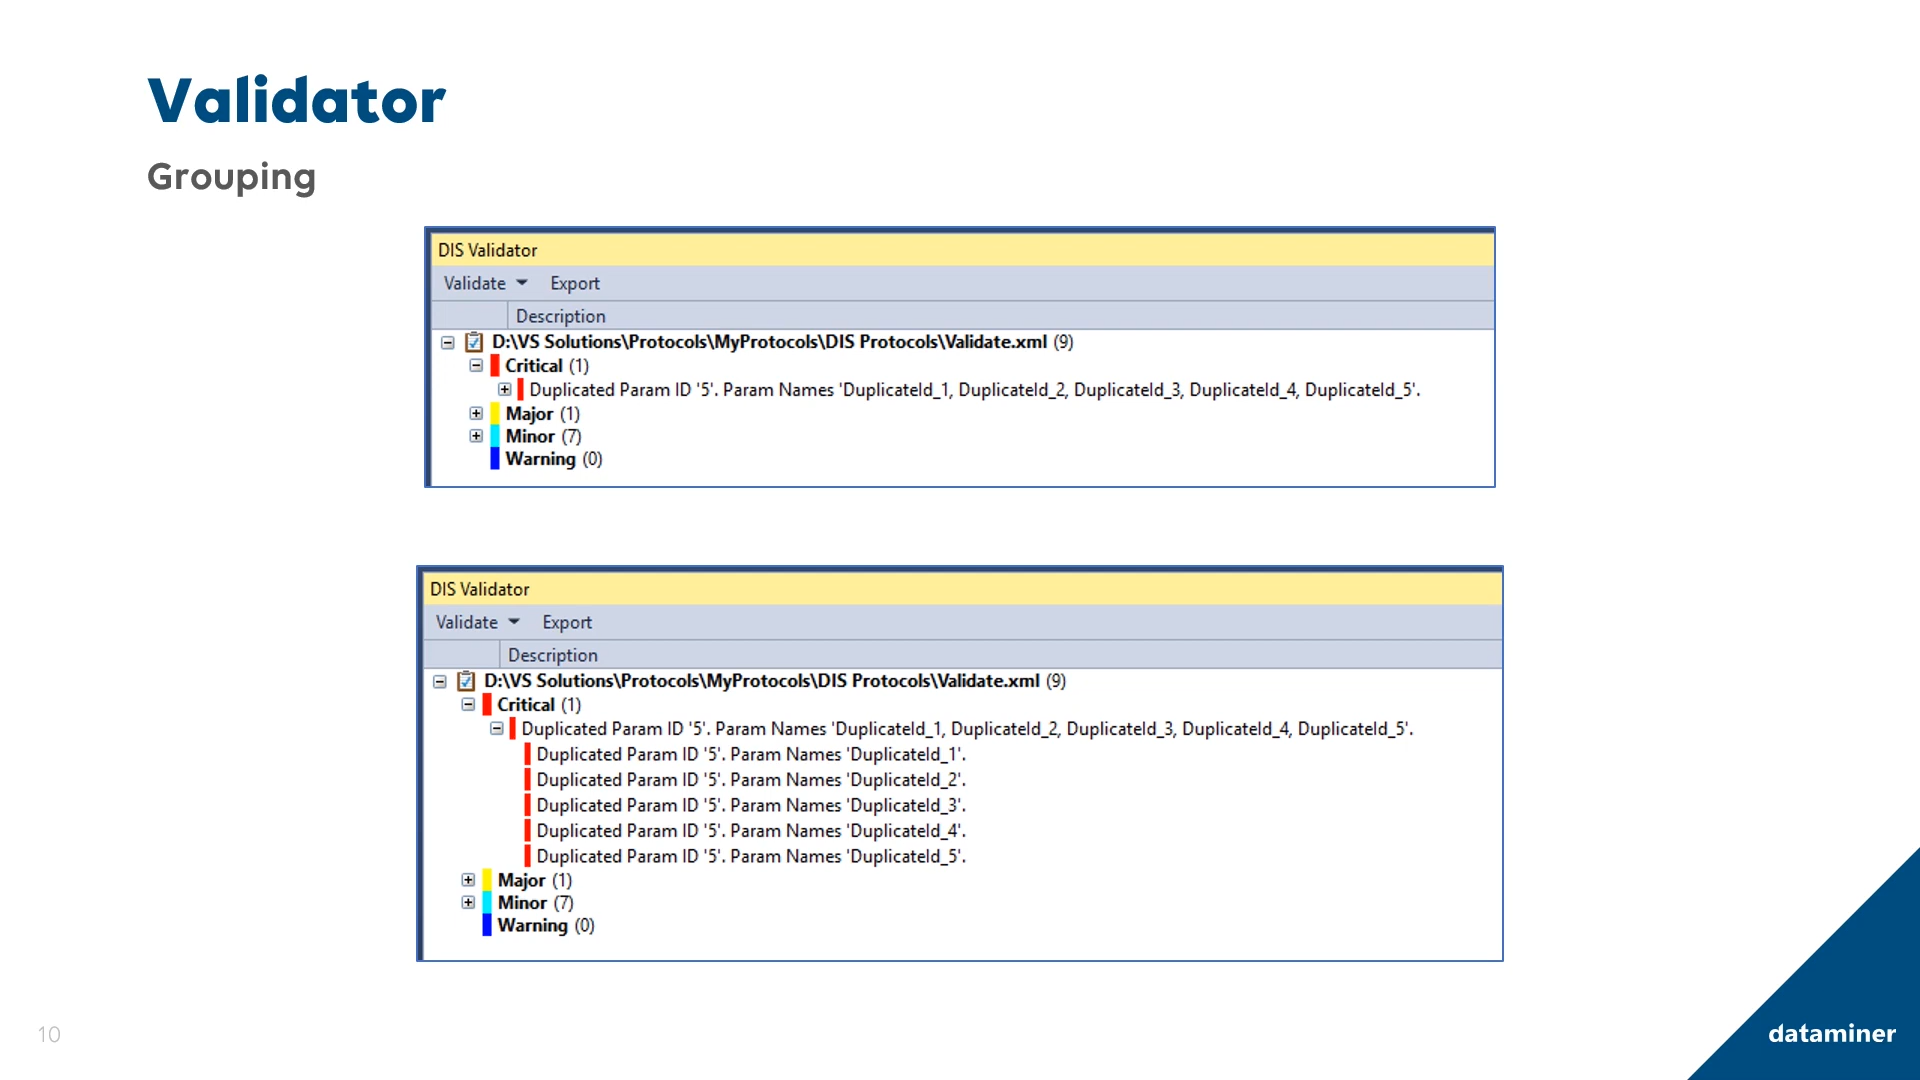 Validator
Grouping
DIS Validator
Validate Export
Description
D:\VS Solutions\Protocols\MyProtocols\DIS Protocols\Validate.xml (9)
Critical (1)
Duplicated Param ID '5'. Param Names 'DuplicateId_1, DuplicateId_2, DuplicateId_3, DuplicateId_4, DuplicateId_5'.
Major (1)
Minor (7)
Warning (0)
DIS Validator
Validate Export
Description
D:\VS Solutions\Protocols\MyProtocols\DIS Protocols\Validate.xml (9)
Critical (1)
Duplicated Param ID '5'. Param Names 'DuplicateId_1, DuplicateId_2, DuplicateId_3, DuplicateId_4, DuplicateId_5'.
Duplicated Param ID '5'. Param Names 'DuplicateId_1'.
Duplicated Param ID '5'. Param Names 'DuplicateId_2'.
Duplicated Param ID '5'. Param Names 'DuplicateId_3'.
Duplicated Param ID '5'. Param Names 'DuplicateId_4'.
Duplicated Param ID '5'. Param Names 'DuplicateId_5'.
Major (1)
Minor (7)
Warning (0)
10
dataminer